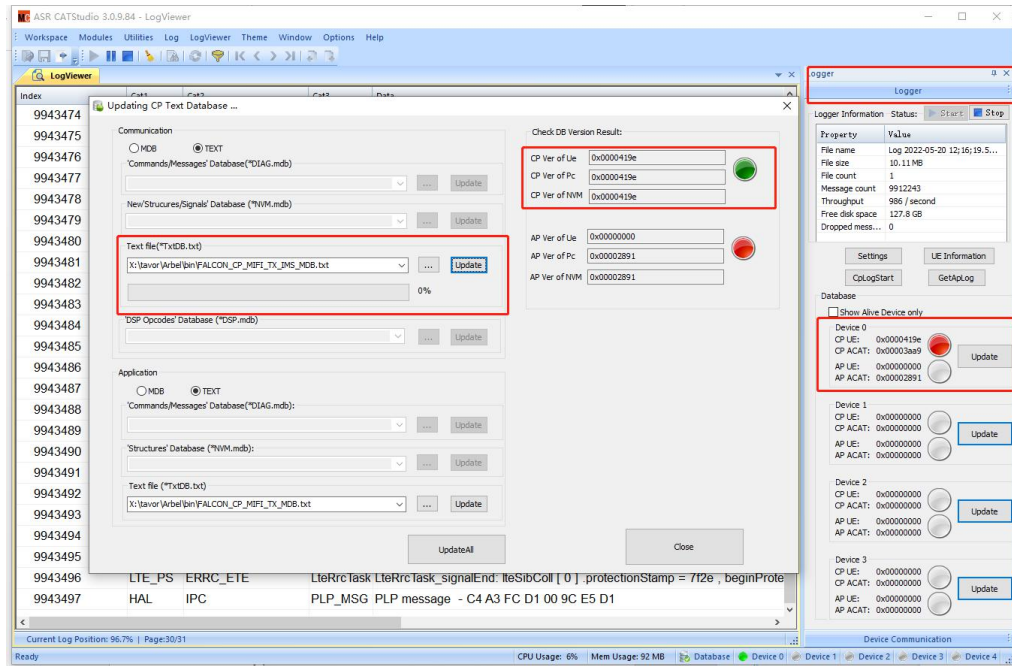 ASR CATStudio 3.0.9.84 - LogViewer
Workspace Modules Utilities Log LogViewer Theme Window Options Help
LogViewer
Index Cat1 Cat2 Cat3 Data
9943474
9943475
9943476
9943477
9943478
9943479
9943480
9943481
9943482
9943483
9943484
9943485
9943486
9943487
9943488
9943489
9943490
9943491
9943492
9943493
9943494
9943495
9943496 LTE_PS ERRC_ETE LteRrcTask LteRrcTask_signalEnd: lteSibColl [ 0 ] .protectionStamp = 7f2e , beginProte
9943497 HAL IPC PLP_MSG PLP message - C4 A3 FC D1 00 9C E5 D1
Current Log Position: 96.7% | Page:30/31
Updating CP Text Database ...
Communication
MDB TEXT
'Commands/Messages' Database(*DIAG.mdb)
... Update
New'Strucures/Signals' Database (*NVM.mdb)
... Update
Text file(*TxtDB.txt)
X:\tavor\Arbel\bin\FALCON_CP_MIFI_TX_IMS_MDB.txt ... Update
0%
'DSP Opcodes' Database (*DSP.mdb)
... Update
Application
MDB TEXT
'Commands/Messages' Database(*DIAG.mdb):
... Update
'Structures' Database (*NVM.mdb):
... Update
Text file (*TxtDB.txt)
X:\tavor\Arbel\bin\FALCON_CP_MIFI_TX_MDB.txt ... Update
UpdateAll
Check DB Version Result:
CP Ver of Ue 0x0000419e
CP Ver of Pc 0x0000419e
CP Ver of NVM 0x0000419e
AP Ver of Ue 0x00000000
AP Ver of Pc 0x00002891
AP Ver of NVM 0x00002891
Close
Logger
Logger
Logger Information Status: Start Stop
Property Value
File name Log 2022-05-20 12;16;19.5...
File size 10.11 MB
File count 1
Message count 9912243
Throughput 986 / second
Free disk space 127.8 GB
Dropped mess... 0
Settings UE Information
CpLogStart GetApLog
Database
Show Alive Device only
Device 0
CP UE: 0x0000419e
CP ACAT: 0x00003aa9
Update
AP UE: 0x00000000
AP ACAT: 0x00002891
Device 1
CP UE: 0x00000000
CP ACAT: 0x00000000
Update
AP UE: 0x00000000
AP ACAT: 0x00000000
Device 2
CP UE: 0x00000000
CP ACAT: 0x00000000
Update
AP UE: 0x00000000
AP ACAT: 0x00000000
Device 3
CP UE: 0x00000000
CP ACAT: 0x00000000
Update
AP UE: 0x00000000
AP ACAT: 0x00000000
Device Communication
Ready CPU Usage: 6% Mem Usage: 92 MB Database Device 0 Device 1 Device 2 Device 3 Device 4